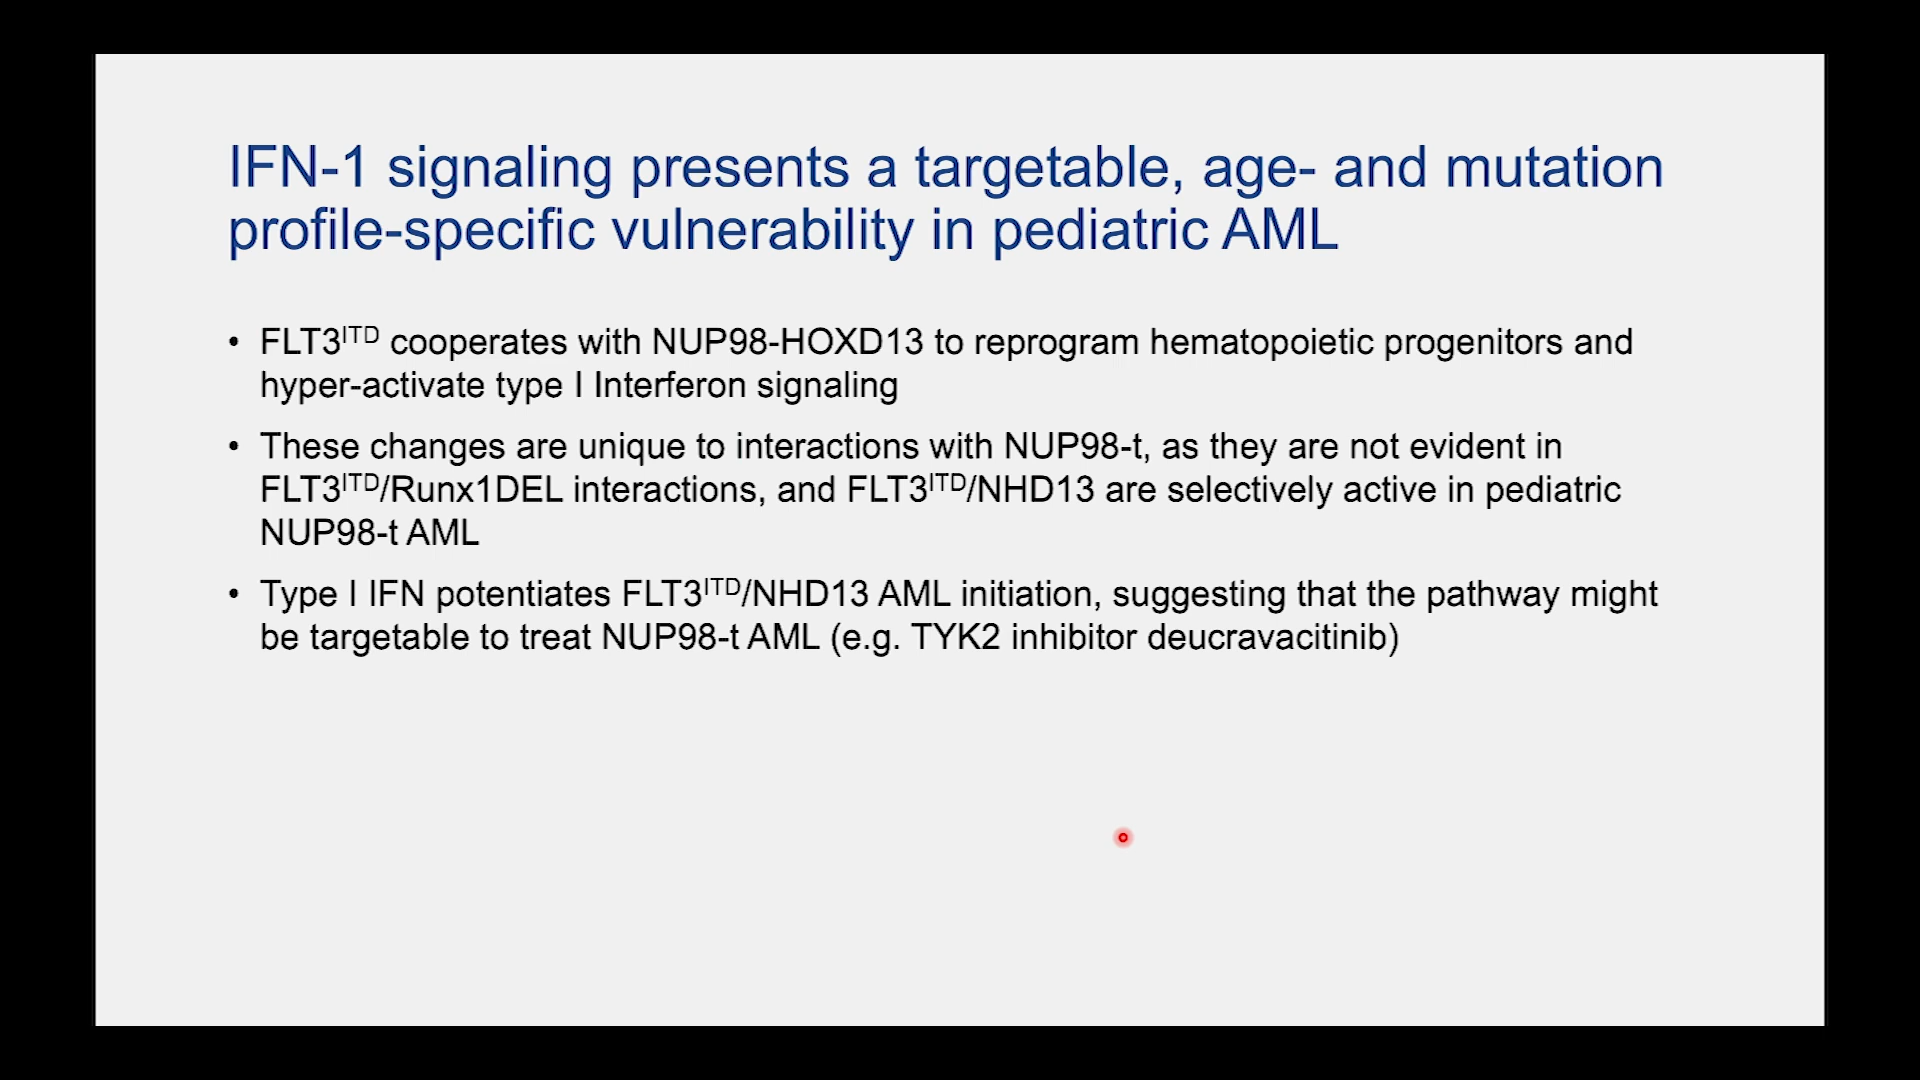 IFN-1 signaling presents a targetable, age- and mutation
profile-specific vulnerability in pediatric AML
• FLT3ᴵᵀᴰ cooperates with NUP98-HOXD13 to reprogram hematopoietic progenitors and
hyper-activate type I Interferon signaling
• These changes are unique to interactions with NUP98-t, as they are not evident in
FLT3ᴵᵀᴰ/Runx1DEL interactions, and FLT3ᴵᵀᴰ/NHD13 are selectively active in pediatric
NUP98-t AML
• Type I IFN potentiates FLT3ᴵᵀᴰ/NHD13 AML initiation, suggesting that the pathway might
be targetable to treat NUP98-t AML (e.g. TYK2 inhibitor deucravacitinib)